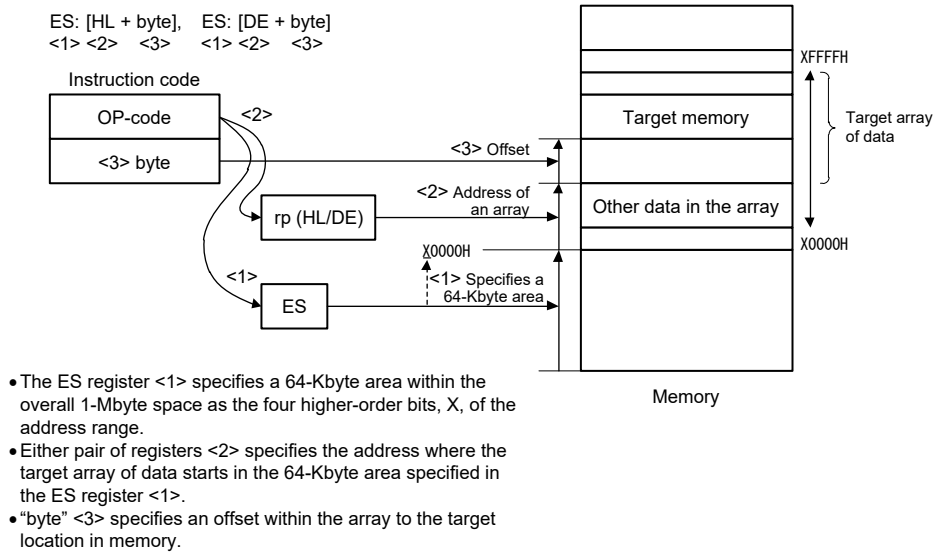 ES: [HL + byte], ES: [DE + byte]
<1> <2> <3> <1> <2> <3>
Instruction code
OP-code
<3> byte
<2>
rp (HL/DE)
<1>
ES
<3> Offset
<2> Address of
an array
X0000H
<1> Specifies a
64-Kbyte area
Target memory
Other data in the array
XFFFFH
Target array
of data
X0000H
Memory
• The ES register <1> specifies a 64-Kbyte area within the
overall 1-Mbyte space as the four higher-order bits, X, of the
address range.
• Either pair of registers <2> specifies the address where the
target array of data starts in the 64-Kbyte area specified in
the ES register <1>.
• “byte” <3> specifies an offset within the array to the target
location in memory.